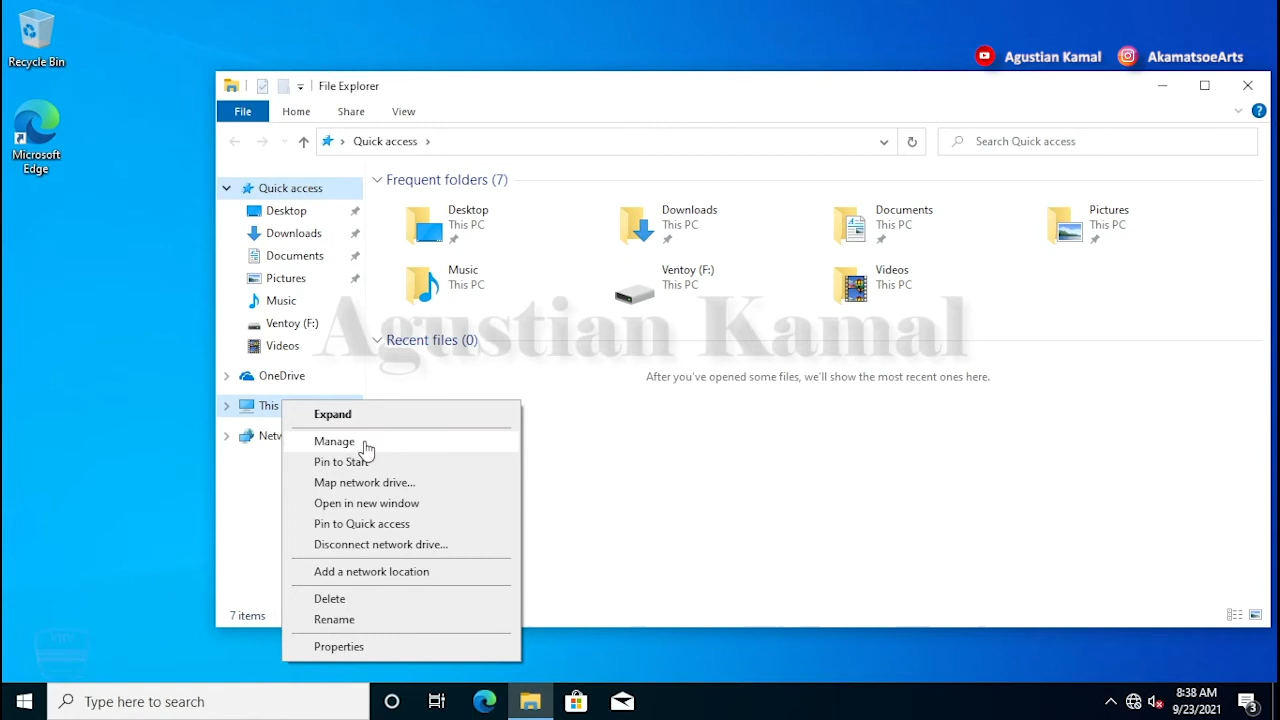 Recycle Bin
Microsoft
Edge
Agustian Kamal
AkamatsoeArts
File Explorer
File
Home
Share
View
Quick access
Search Quick access
Quick access
Desktop
Downloads
Documents
Pictures
Music
Ventoy (F:)
Videos
OneDrive
This
Frequent folders (7)
Desktop
This PC
Downloads
This PC
Documents
This PC
Pictures
This PC
Music
This PC
Ventoy (F:)
This PC
Videos
This PC
Agustian Kamal
Recent files (0)
After you've opened some files, we'll show the most recent ones here.
Expand
Manage
Pin to Start
Map network drive...
Open in new window
Pin to Quick access
Disconnect network drive...
Add a network location
Delete
Rename
Properties
7 items
Type here to search
8:38 AM
9/23/2021
3